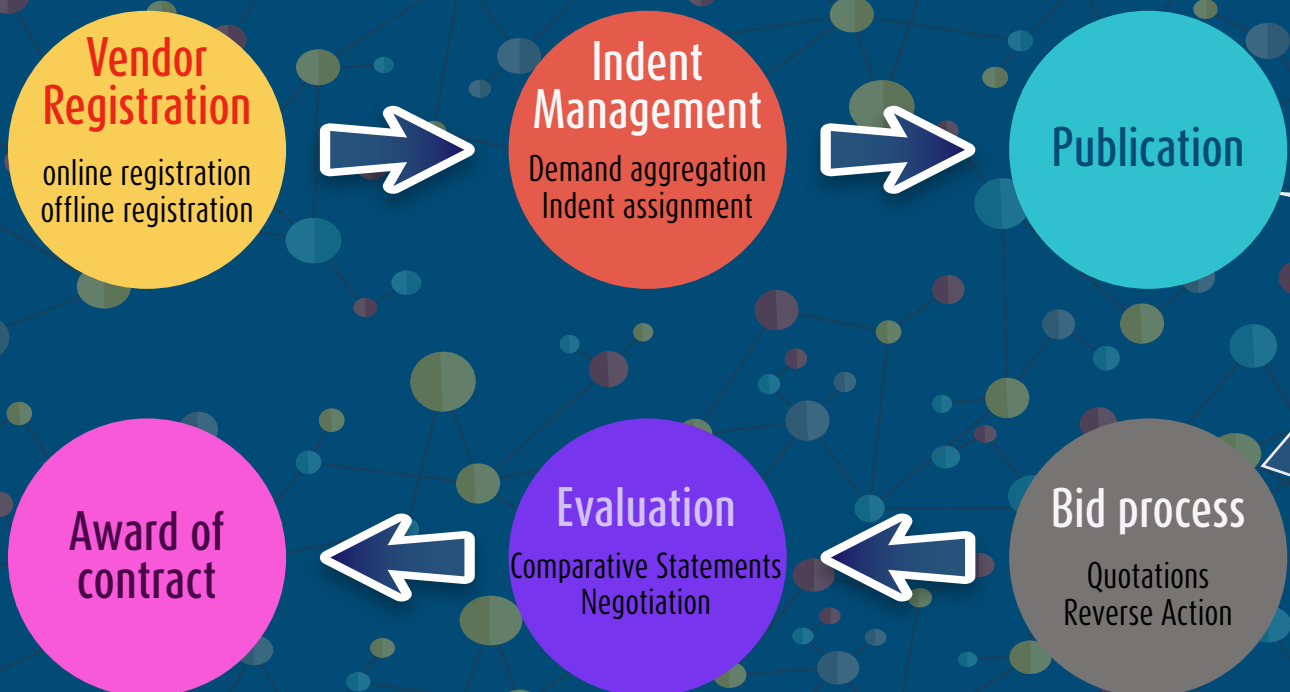 Vendor
Registration
online registration
offline registration
Indent
Management
Demand aggregation
Indent assignment
Publication
Bid process
Quotations
Reverse Action
Evaluation
Comparative Statements
Negotiation
Award of
contract